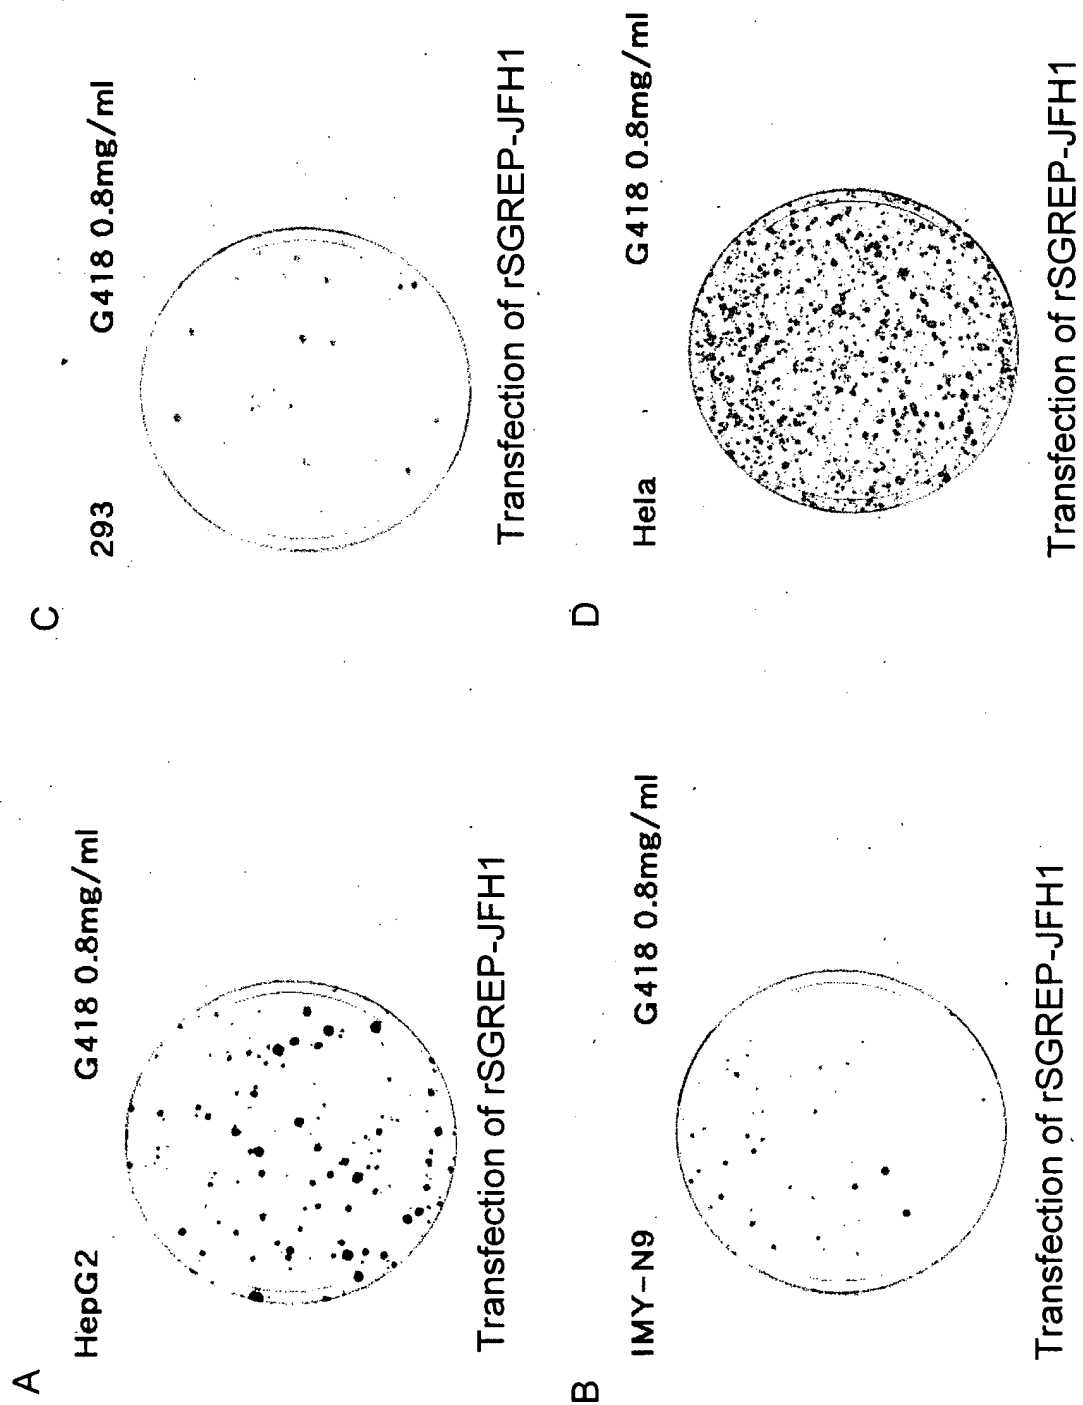 A
HepG2 G418 0.8mg/ml
Transfection of rSGREP-JFH1
B
IMY-N9 G418 0.8mg/ml
Transfection of rSGREP-JFH1
C
293 G418 0.8mg/ml
Transfection of rSGREP-JFH1
D
Hela G418 0.8mg/ml
Transfection of rSGREP-JFH1